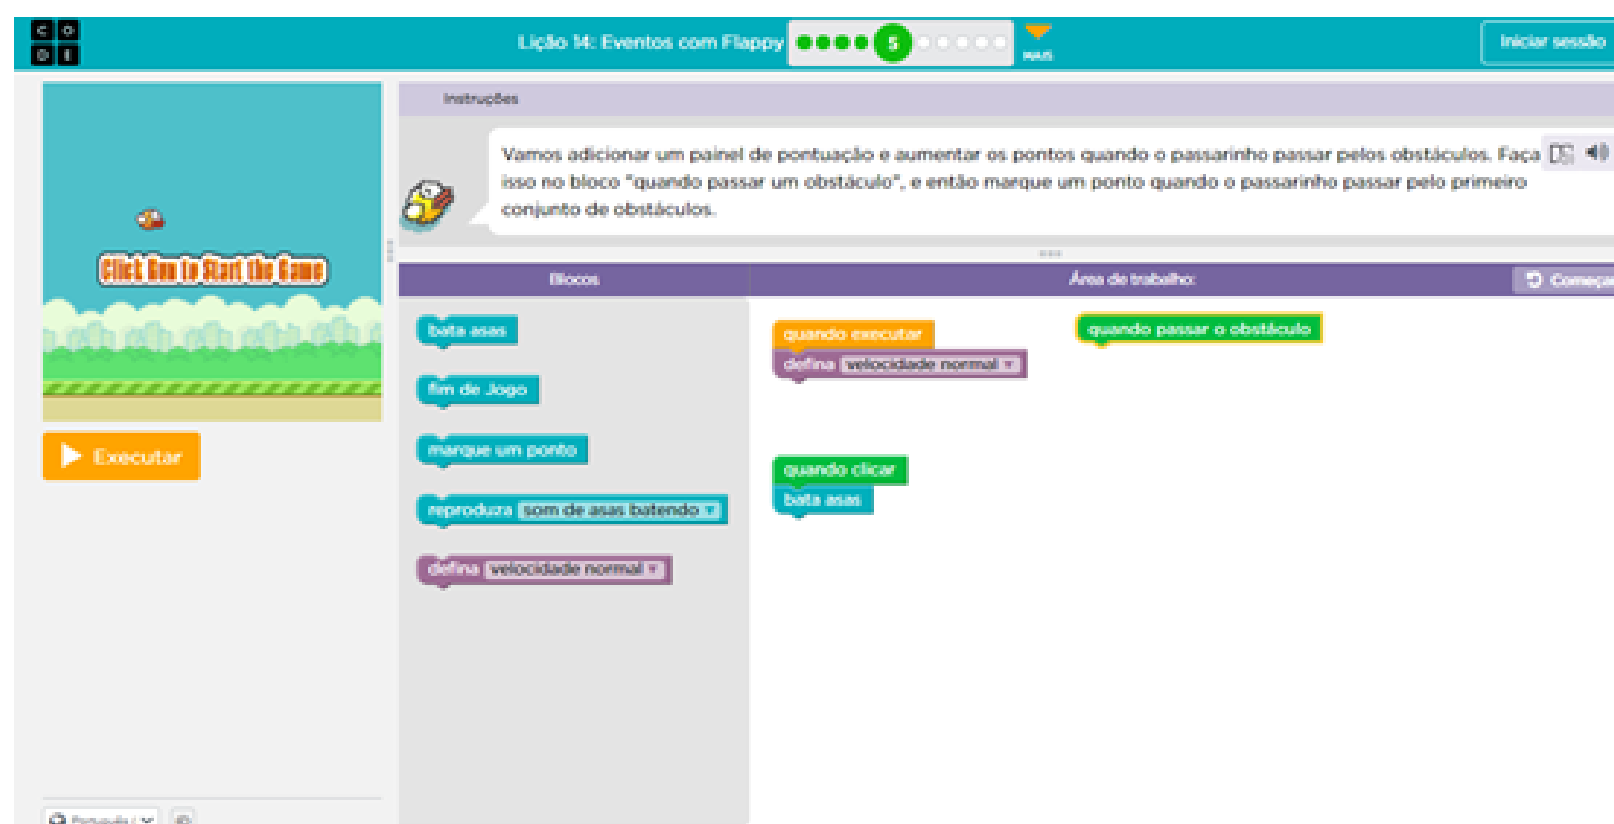 C O
D E
Lição 14: Eventos com Flappy
5
MAIS
Iniciar sessão
Instruções
Vamos adicionar um painel de pontuação e aumentar os pontos quando o passarinho passar pelos obstáculos. Faça
isso no bloco "quando passar um obstáculo", e então marque um ponto quando o passarinho passar pelo primeiro
conjunto de obstáculos.
Click Run to Start the Game
Executar
Blocos
bata asas
fim de Jogo
marque um ponto
reproduza som de asas batendo
defina velocidade normal
Área de trabalho:
Começar
quando executar
defina velocidade normal
quando passar o obstáculo
quando clicar
bata asas
Português (